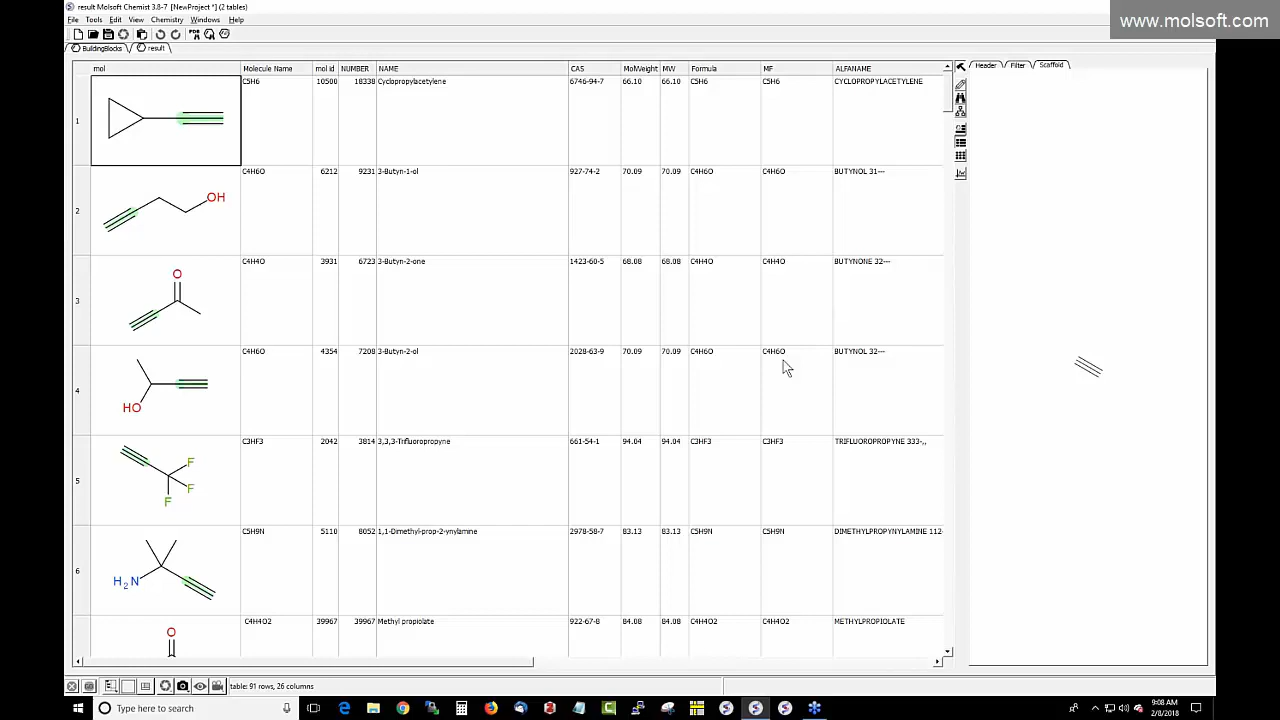 result Molsoft Chemist 3.8-7 [NewProject *] (2 tables)
www.molsoft.com
File Tools Edit View Chemistry Windows Help
BuildingBlocks result
mol Molecule Name mol id NUMBER NAME CAS MolWeight MW Formula MF ALFANAME
Header Filter Scaffold
1 C5H6 10500 18338 Cyclopropylacetylene 6746-94-7 66.10 66.10 C5H6 C5H6 CYCLOPROPYLACETYLENE
2 C4H6O 6212 9231 3-Butyn-1-ol 927-74-2 70.09 70.09 C4H6O C4H6O BUTYNOL 31---
OH
3 C4H4O 3931 6723 3-Butyn-2-one 1423-60-5 68.08 68.08 C4H4O C4H4O BUTYNONE 32---
O
4 C4H6O 4354 7208 3-Butyn-2-ol 2028-63-9 70.09 70.09 C4H6O C4H6O BUTYNOL 32---
HO
5 C3HF3 2042 3814 3,3,3-Trifluoropropyne 661-54-1 94.04 94.04 C3HF3 C3HF3 TRIFLUOROPROPYNE 333-,,
F
F
F
6 C5H9N 5110 8052 1,1-Dimethyl-prop-2-ynylamine 2978-58-7 83.13 83.13 C5H9N C5H9N DIMETHYLPROPYNYLAMINE 112-
H2N
C4H4O2 39967 39967 Methyl propiolate 922-67-8 84.08 84.08 C4H4O2 C4H4O2 METHYLPROPIOLATE
O
table: 91 rows, 26 columns
Type here to search
9:08 AM
2/8/2018